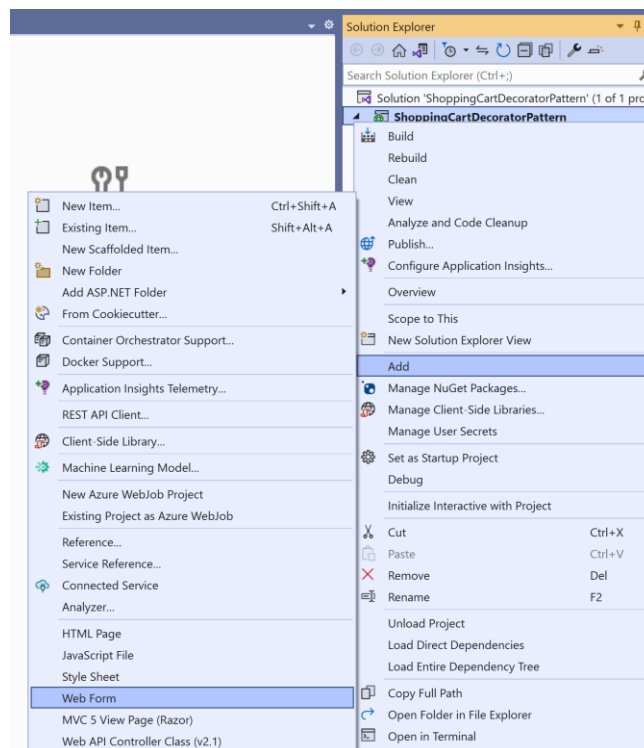 Solution Explorer
Search Solution Explorer (Ctrl+;)
Solution 'ShoppingCartDecoratorPattern' (1 of 1 pro
ShoppingCartDecoratorPattern
Build
Rebuild
Clean
View
Analyze and Code Cleanup
Publish...
Configure Application Insights...
Overview
Scope to This
New Solution Explorer View
Add
Manage NuGet Packages...
Manage Client-Side Libraries...
Manage User Secrets
Set as Startup Project
Debug
Initialize Interactive with Project
Cut Ctrl+X
Paste Ctrl+V
Remove Del
Rename F2
Unload Project
Load Direct Dependencies
Load Entire Dependency Tree
Copy Full Path
Open Folder in File Explorer
Open in Terminal
New Item... Ctrl+Shift+A
Existing Item... Shift+Alt+A
New Scaffolded Item...
New Folder
Add ASP.NET Folder
From Cookiecutter...
Container Orchestrator Support...
Docker Support...
Application Insights Telemetry...
REST API Client...
Client-Side Library...
Machine Learning Model...
New Azure WebJob Project
Existing Project as Azure WebJob
Reference...
Service Reference...
Connected Service
Analyzer...
HTML Page
JavaScript File
Style Sheet
Web Form
MVC 5 View Page (Razor)
Web API Controller Class (v2.1)